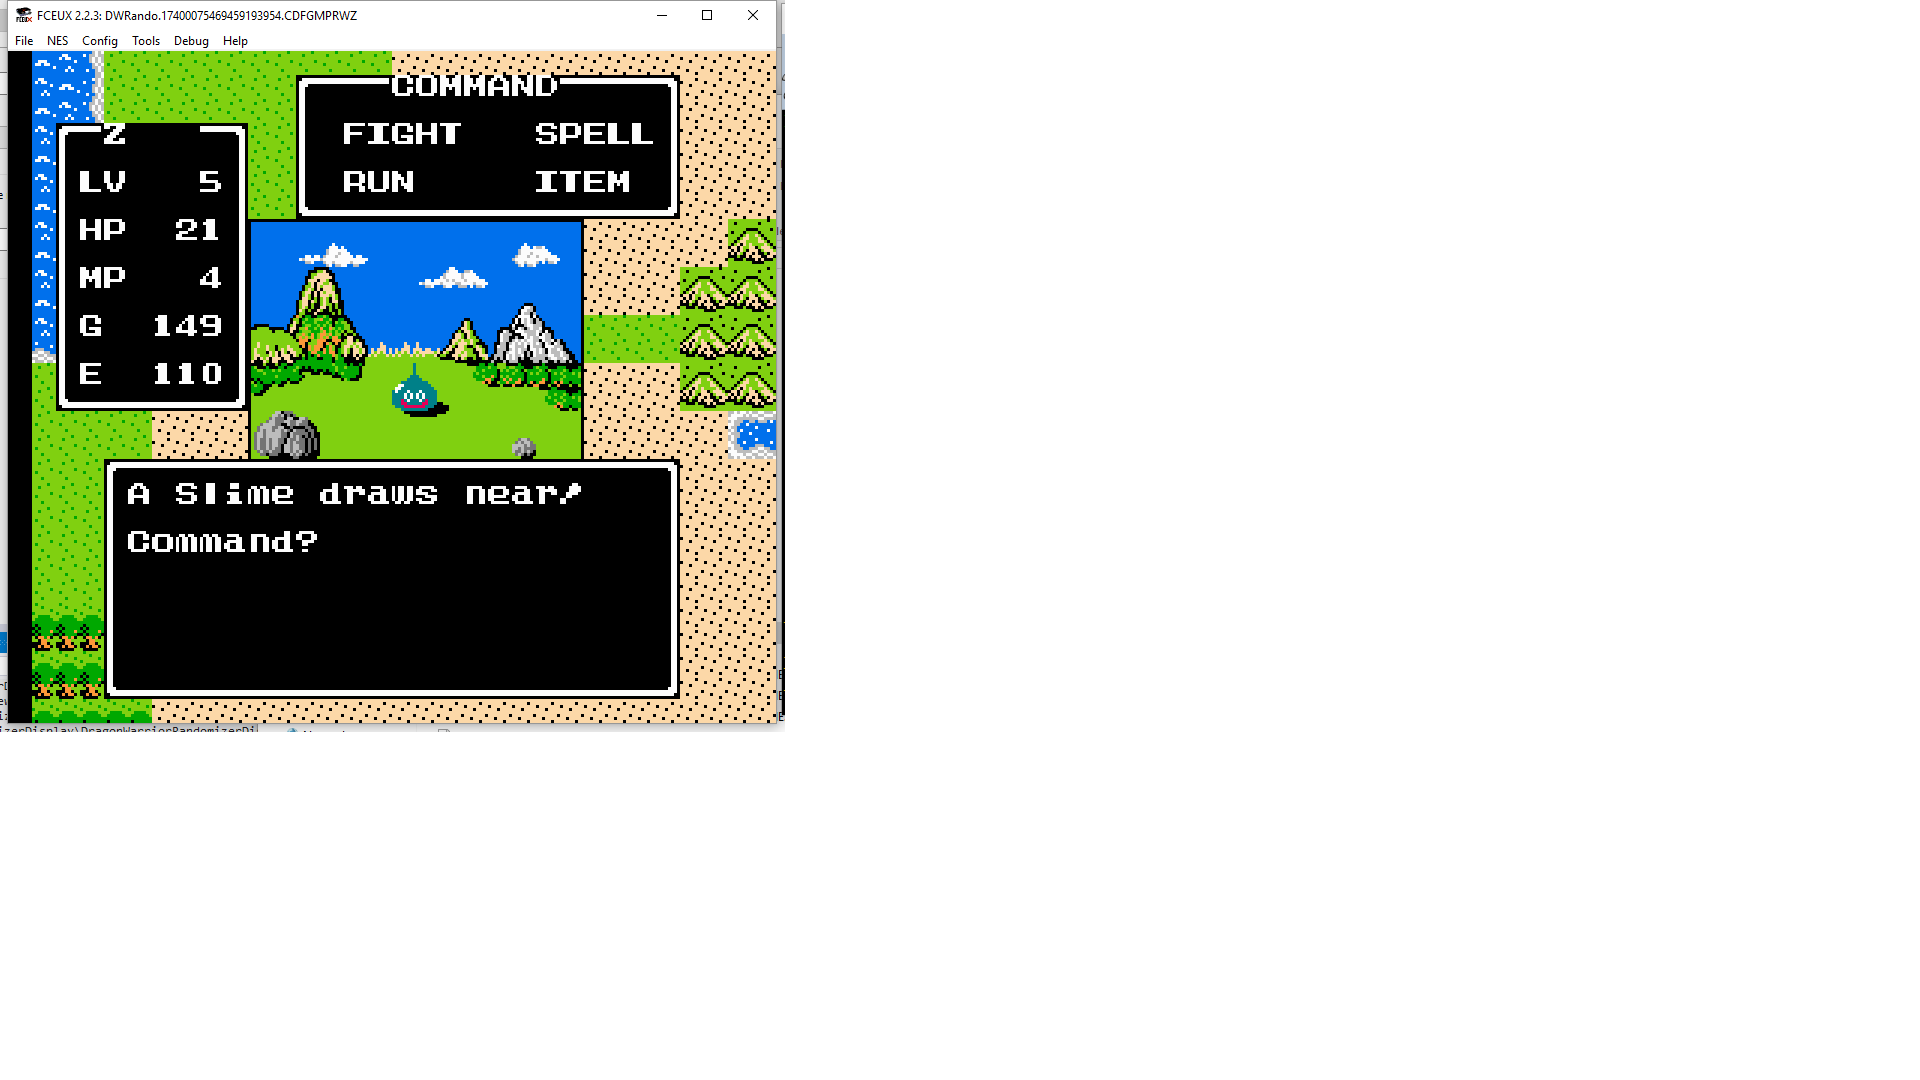 FCEUX 2.2.3: DWRando.17400075469459193954.CDFGMPRWZ
File NES Config Tools Debug Help
COMMAND
FIGHT SPELL
RUN ITEM
Z
LV 5
HP 21
MP 4
G 149
E 110
A Slime draws near!
Command?